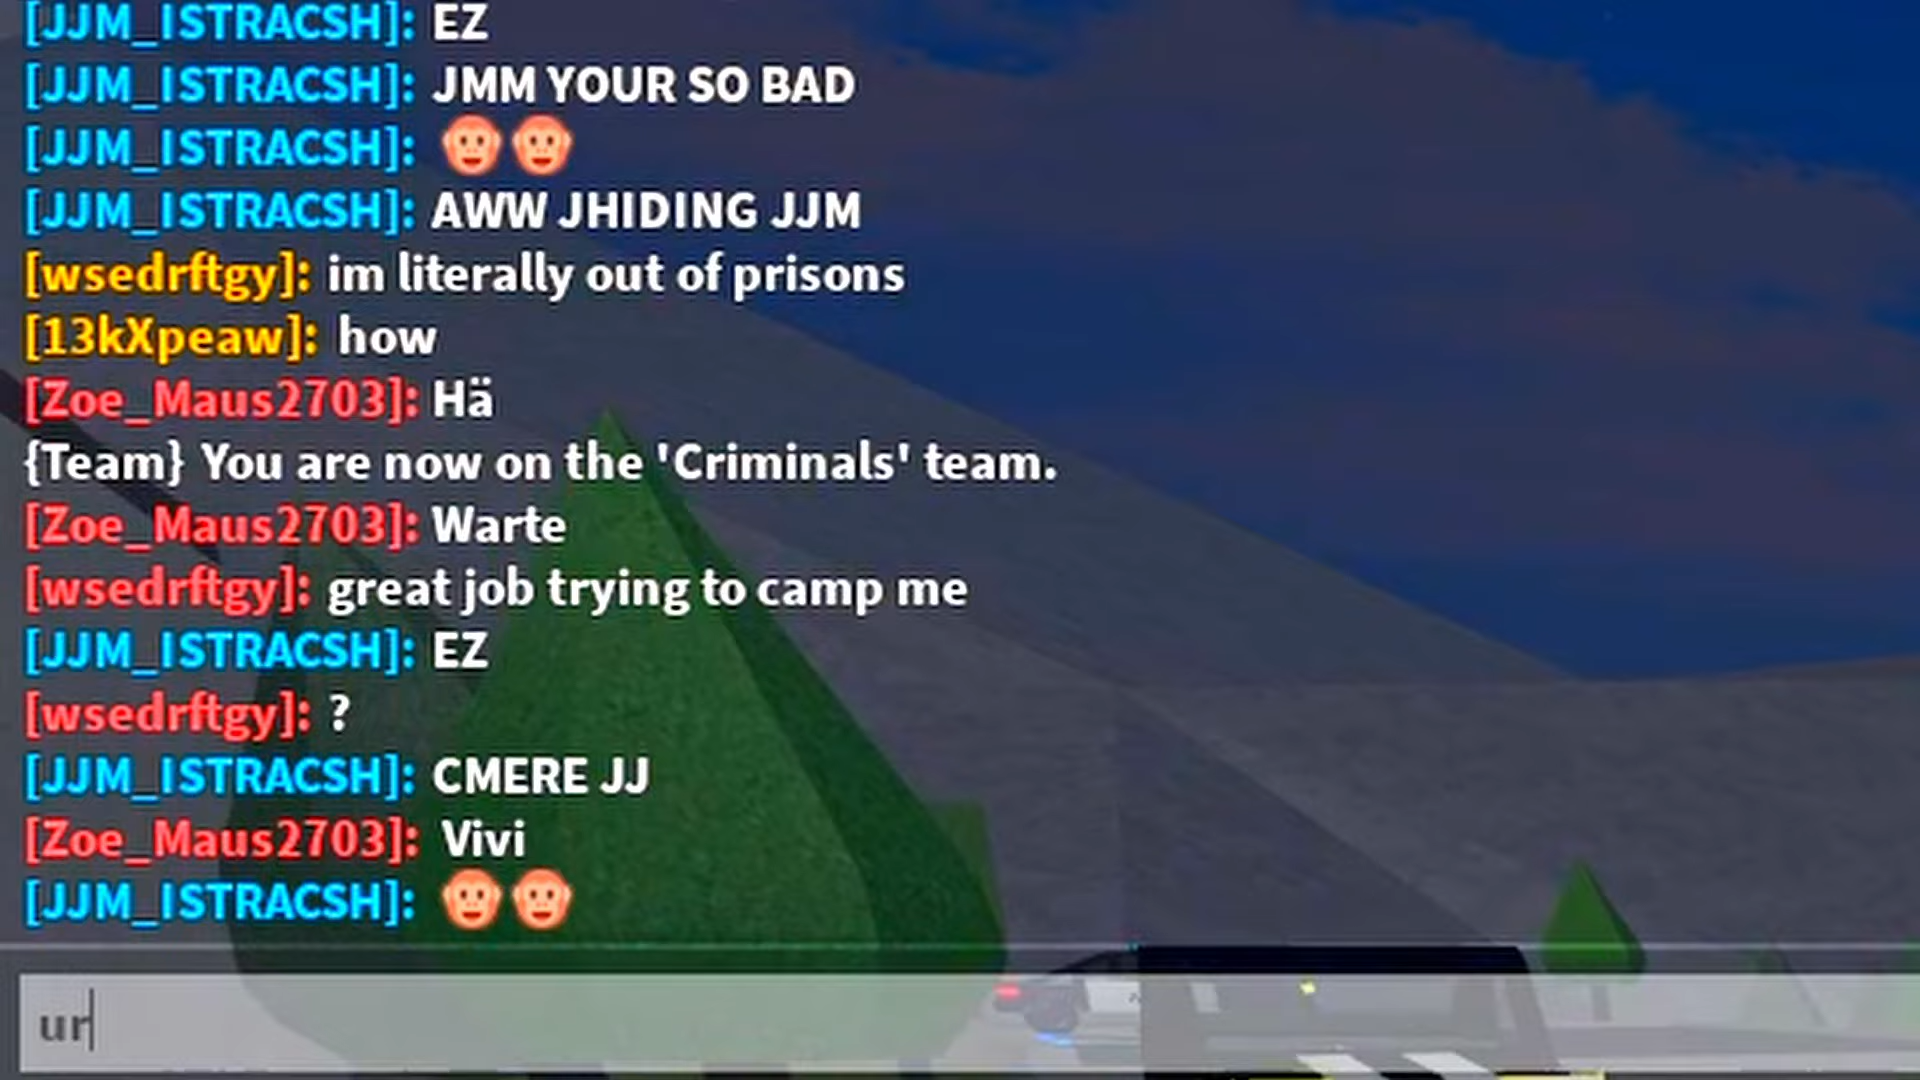 [JJM_ISTRACSH]: EZ
[JJM_ISTRACSH]: JMM YOUR SO BAD
[JJM_ISTRACSH]: 🐵🐵
[JJM_ISTRACSH]: AWW JHIDING JJM
[wsedrftgy]: im literally out of prisons
[13kXpeaw]: how
[Zoe_Maus2703]: Hä
{Team} You are now on the 'Criminals' team.
[Zoe_Maus2703]: Warte
[wsedrftgy]: great job trying to camp me
[JJM_ISTRACSH]: EZ
[wsedrftgy]: ?
[JJM_ISTRACSH]: CMERE JJ
[Zoe_Maus2703]: Vivi
[JJM_ISTRACSH]: 🐵🐵
ur